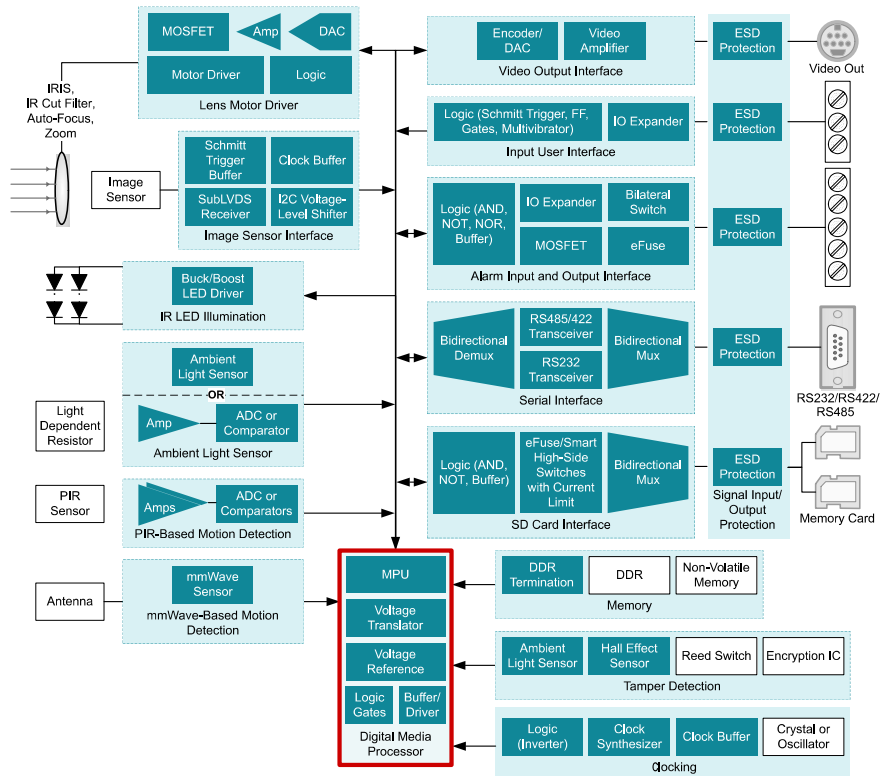 MOSFET
Amp
DAC
Motor Driver
Logic
Lens Motor Driver
IRIS,
IR Cut Filter,
Auto-Focus,
Zoom
Image
Sensor
Schmitt
Trigger
Buffer
Clock Buffer
SubLVDS
Receiver
I2C Voltage-
Level Shifter
Image Sensor Interface
Buck/Boost
LED Driver
IR LED Illumination
Ambient
Light Sensor
OR
Light
Dependent
Resistor
Amp
ADC or
Comparator
Ambient Light Sensor
PIR
Sensor
Amps
ADC or
Comparators
PIR-Based Motion Detection
Antenna
mmWave
Sensor
mmWave-Based Motion
Detection
Encoder/
DAC
Video
Amplifier
Video Output Interface
ESD
Protection
Video Out
Logic (Schmitt Trigger, FF,
Gates, Multivibrator)
IO Expander
Input User Interface
ESD
Protection
Logic (AND,
NOT, NOR,
Buffer)
IO Expander
Bilateral
Switch
MOSFET
eFuse
Alarm Input and Output Interface
ESD
Protection
Bidirectional
Demux
RS485/422
Transceiver
RS232
Transceiver
Bidirectional
Mux
Serial Interface
ESD
Protection
RS232/RS422/
RS485
Logic (AND,
NOT, Buffer)
eFuse/Smart
High-Side
Switches
with Current
Limit
Bidirectional
Mux
SD Card Interface
ESD
Protection
Signal Input/
Output
Protection
Memory Card
MPU
Voltage
Translator
Voltage
Reference
Logic
Gates
Buffer/
Driver
Digital Media
Processor
DDR
Termination
DDR
Non-Volatile
Memory
Memory
Ambient
Light Sensor
Hall Effect
Sensor
Reed Switch
Encryption IC
Tamper Detection
Logic
(Inverter)
Clock
Synthesizer
Clock Buffer
Crystal or
Oscillator
Clocking